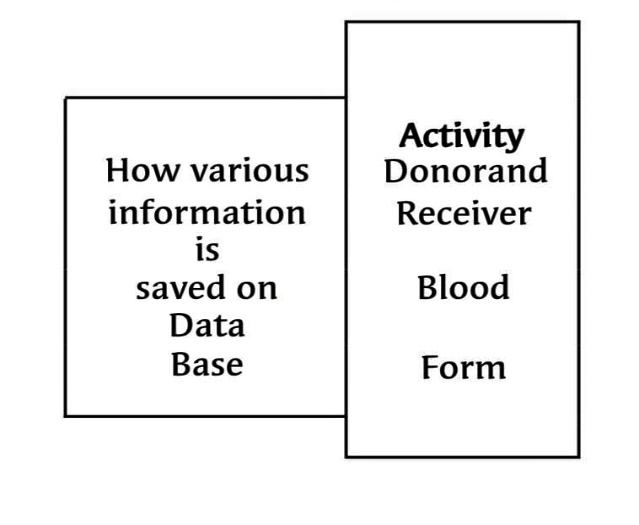 How various
information
is
saved on
Data
Base
Activity
Donorand
Receiver
Blood
Form